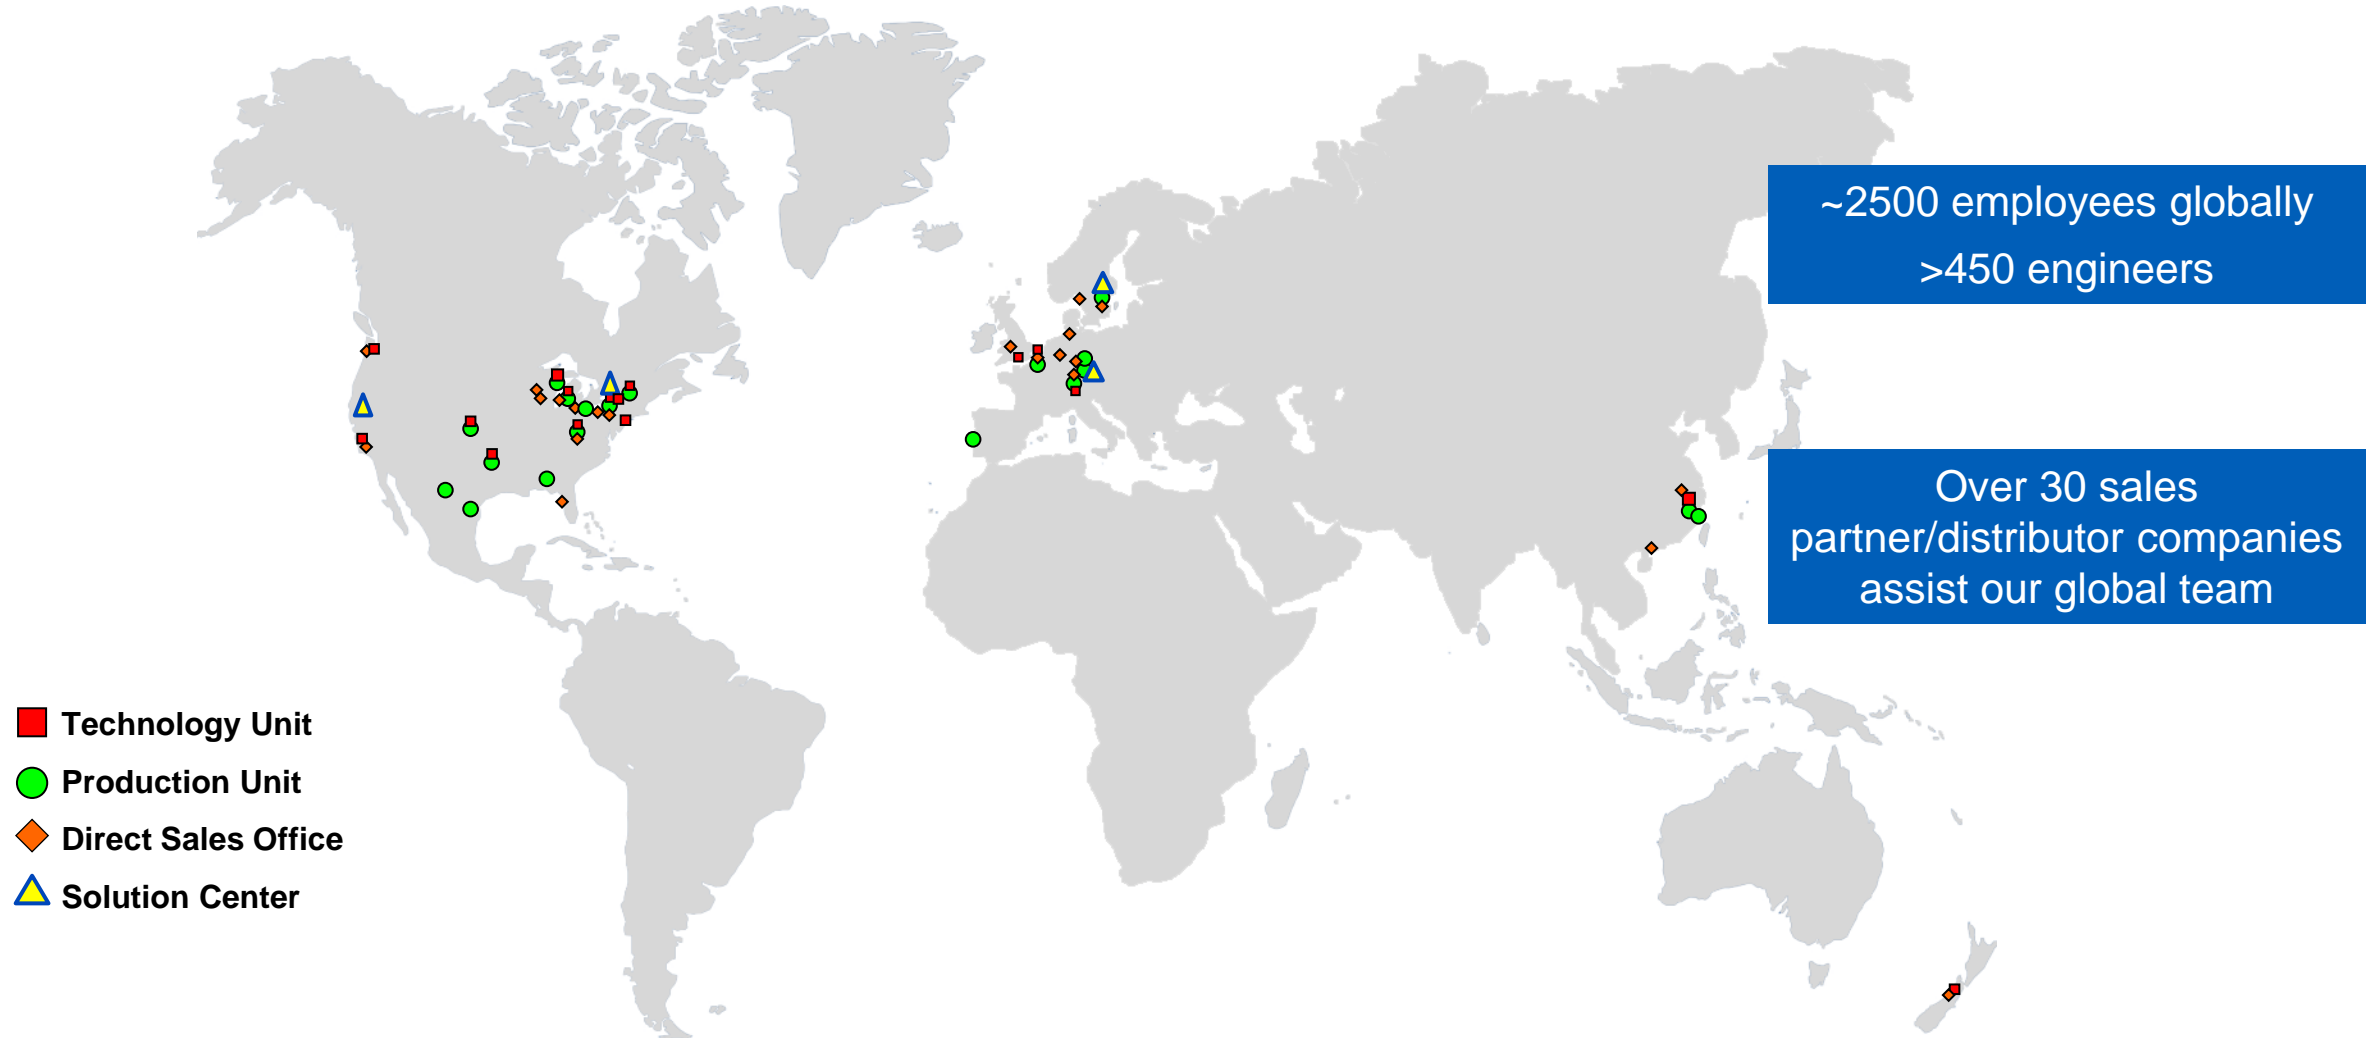 ~2500 employees globally
>450 engineers
Over 30 sales
partner/distributor companies
assist our global team
Technology Unit
Production Unit
Direct Sales Office
Solution Center